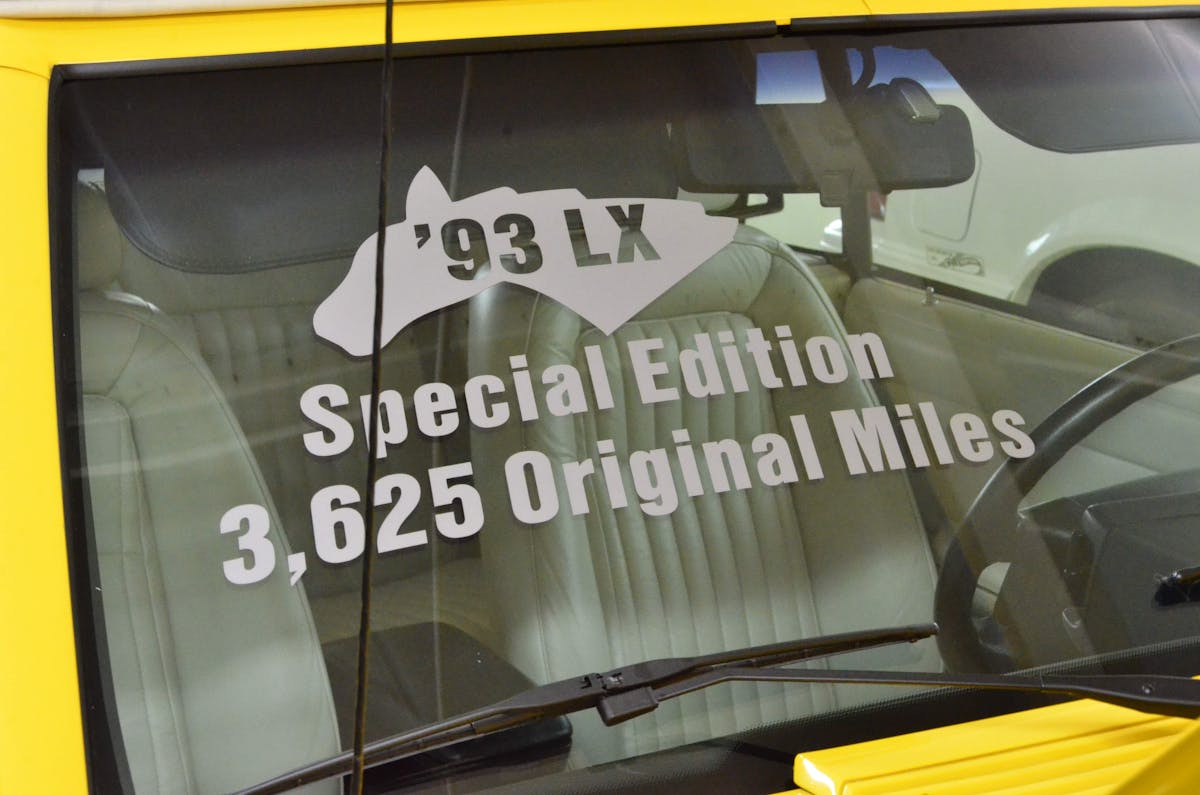 ’93 LX
Special Edition
3,625 Original Miles